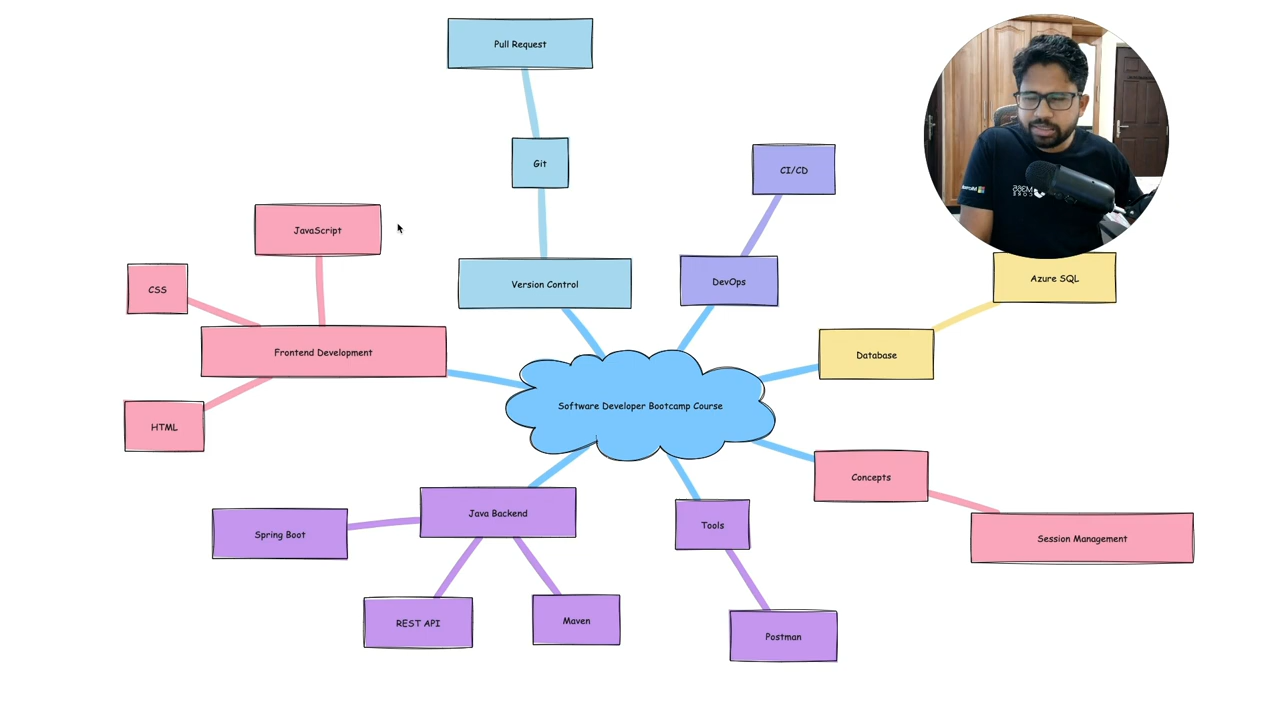 Pull Request
Git
CI/CD
JavaScript
CSS
Version Control
DevOps
Azure SQL
Frontend Development
Database
HTML
Software Developer Bootcamp Course
Concepts
Java Backend
Tools
Spring Boot
Session Management
REST API
Maven
Postman